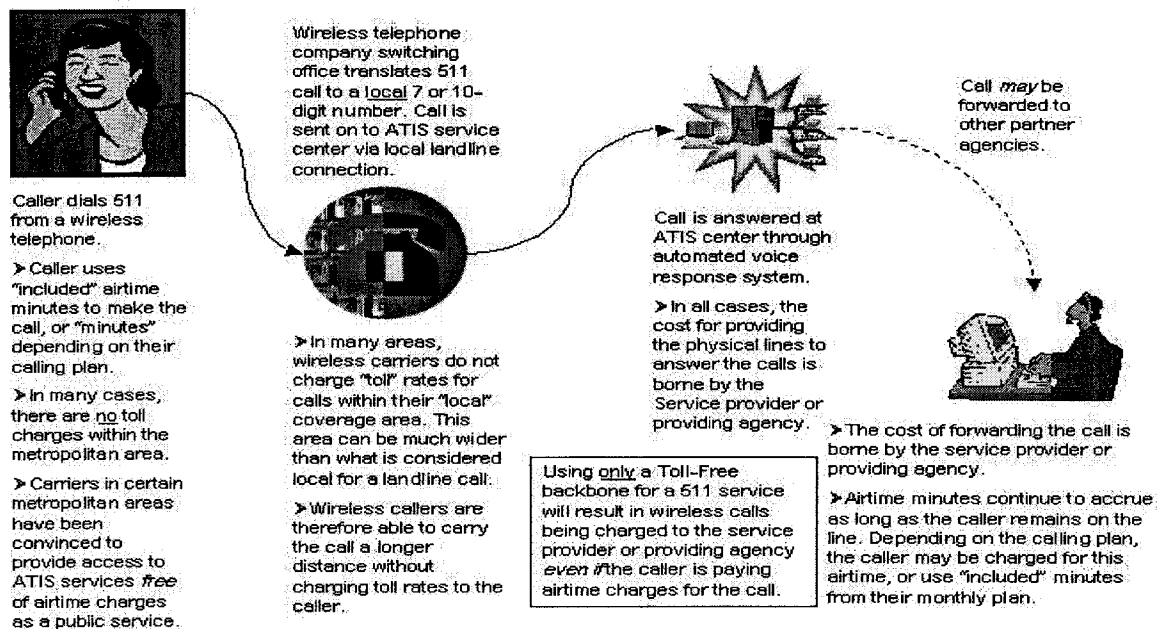 Caller dials 511
from a wireless
telephone.
➤Caller uses
"included" airtime
minutes to make the
call, or "minutes"
depending on their
calling plan.
➤In many cases,
there are no toll
charges within the
metropolitan area.
➤Carriers in certain
metropolitan areas
have been
convinced to
provide access to
ATIS services free
of airtime charges
as a public service.
Wireless telephone
company switching
office translates 511
call to a local 7 or 10-
digit number. Call is
sent on to ATIS service
center via local landline
connection.
➤In many areas,
wireless carriers do not
charge "toll" rates for
calls within their "local"
coverage area. This
area can be much wider
than what is considered
local for a landline call.
➤Wireless callers are
therefore able to carry
the call a longer
distance without
charging toll rates to the
caller.
Call is answered at
ATIS center through
automated voice
response system.
➤In all cases, the
cost for providing
the physical lines to
answer the calls is
borne by the
Service provider or
providing agency.
Using only a Toll-Free
backbone for a 511 service
will result in wireless calls
being charged to the service
provider or providing agency
even if the caller is paying
airtime charges for the call.
Call may be
forwarded to
other partner
agencies.
➤The cost of forwarding the call is
borne by the service provider or
providing agency.
➤Airtime minutes continue to accrue
as long as the caller remains on the
line. Depending on the calling plan,
the caller may be charged for this
airtime, or use "included" minutes
from their monthly plan.